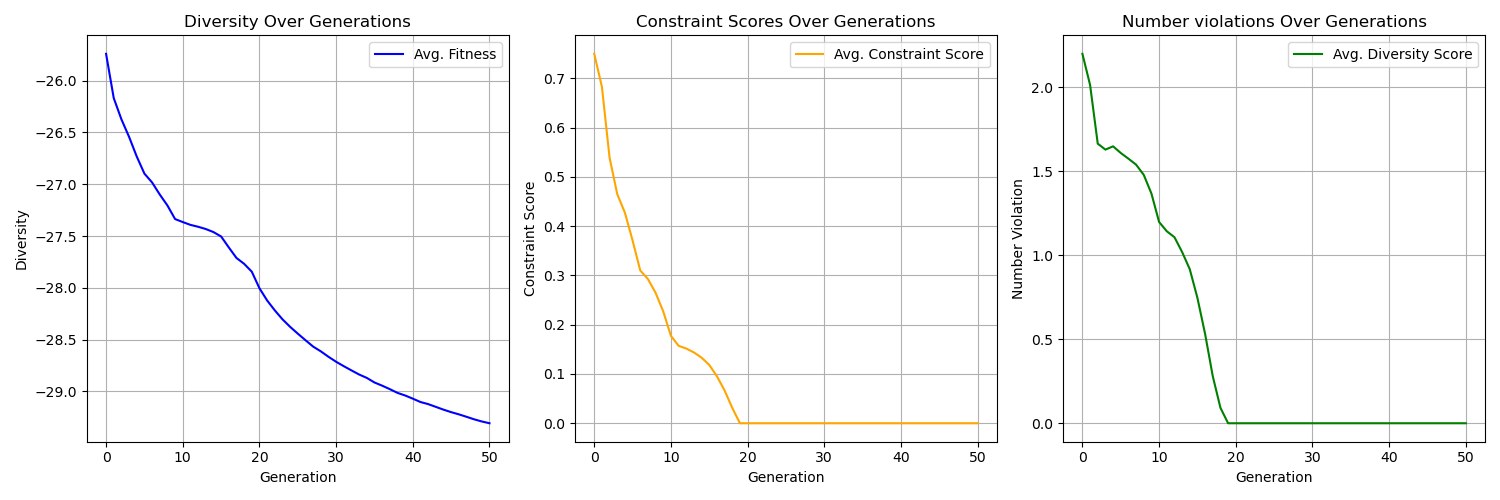 Diversity Over Generations
Avg. Fitness
Diversity
−26.0
−26.5
−27.0
−27.5
−28.0
−28.5
−29.0
0 10 20 30 40 50
Generation
Constraint Scores Over Generations
Avg. Constraint Score
Constraint Score
0.7
0.6
0.5
0.4
0.3
0.2
0.1
0.0
0 10 20 30 40 50
Generation
Number violations Over Generations
Avg. Diversity Score
Number Violation
2.0
1.5
1.0
0.5
0.0
0 10 20 30 40 50
Generation